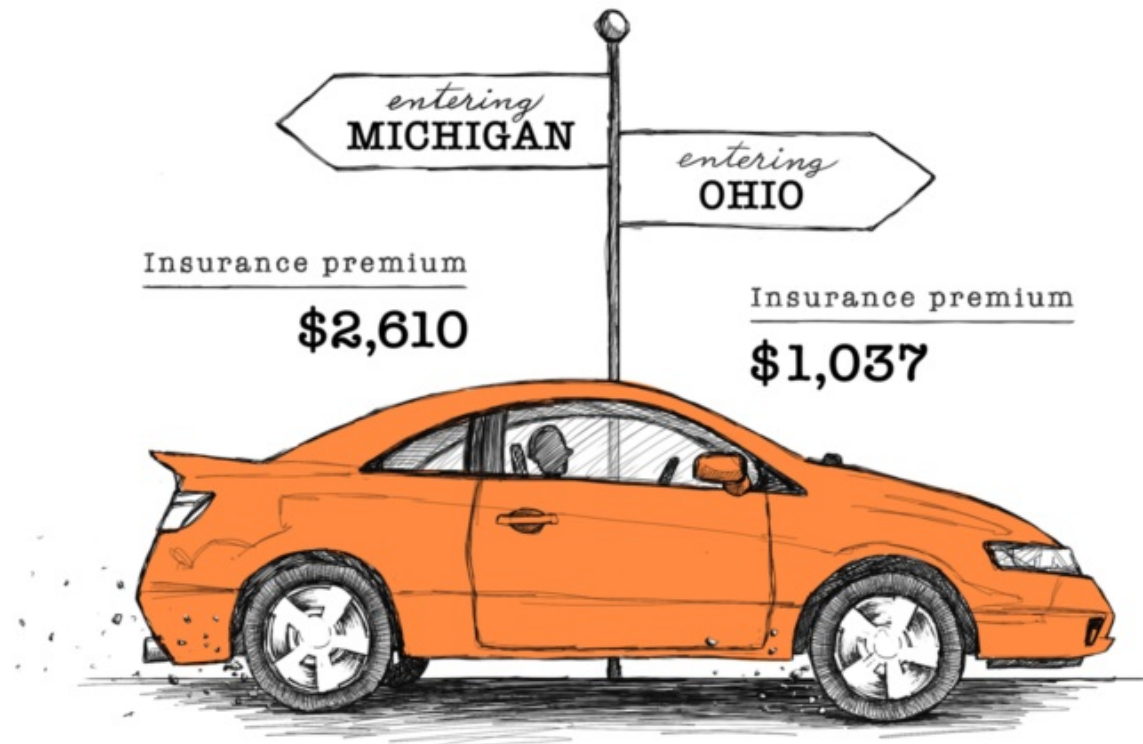 entering
MICHIGAN
entering
OHIO
Insurance premium
$2,610
Insurance premium
$1,037